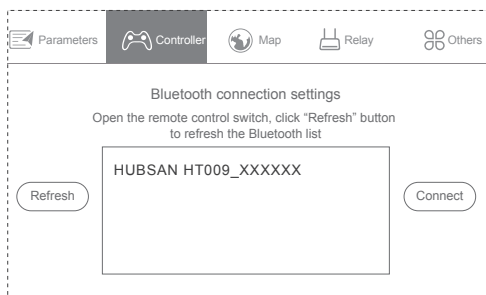 Parameters Controller Map Relay Others
Bluetooth connection settings
Open the remote control switch, click “Refresh” button
to refresh the Bluetooth list
HUBSAN HT009_XXXXXX
Refresh
Connect